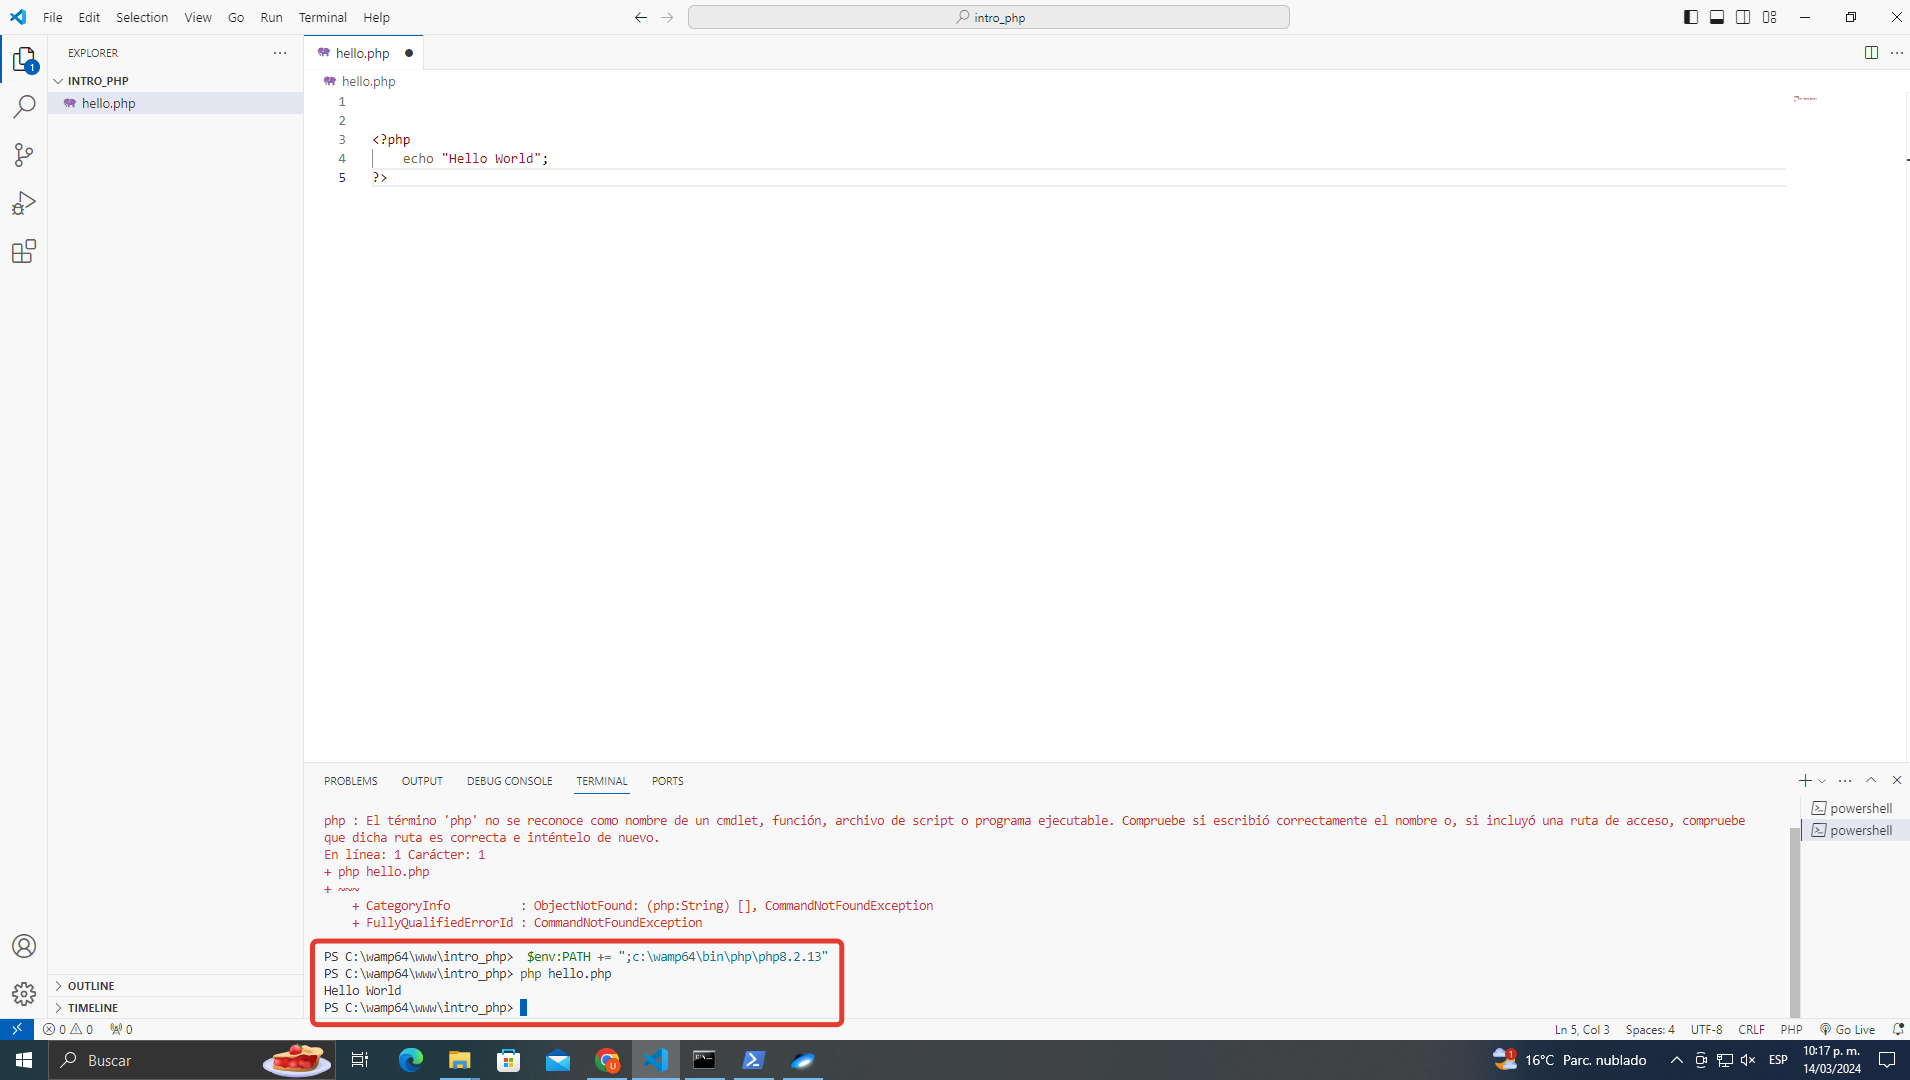 File Edit Selection View Go Run Terminal Help
intro_php
EXPLORER
INTRO_PHP
hello.php
hello.php
hello.php
1
2
3 <?php
4 echo "Hello World";
5 ?>
1
PROBLEMS OUTPUT DEBUG CONSOLE TERMINAL PORTS
powershell
powershell
php : El término 'php' no se reconoce como nombre de un cmdlet, función, archivo de script o programa ejecutable. Compruebe si escribió correctamente el nombre o, si incluyó una ruta de acceso, compruebe
que dicha ruta es correcta e inténtelo de nuevo.
En línea: 1 Carácter: 1
+ php hello.php
+ ~~~
+ CategoryInfo : ObjectNotFound: (php:String) [], CommandNotFoundException
+ FullyQualifiedErrorId : CommandNotFoundException
PS C:\wamp64\www\intro_php> $env:PATH += ";c:\wamp64\bin\php\php8.2.13"
PS C:\wamp64\www\intro_php> php hello.php
Hello World
PS C:\wamp64\www\intro_php>
OUTLINE
TIMELINE
0 0 0
Ln 5, Col 3 Spaces: 4 UTF-8 CRLF PHP Go Live
Buscar
U
1
16°C Parc. nublado
ESP
10:17 p. m.
14/03/2024